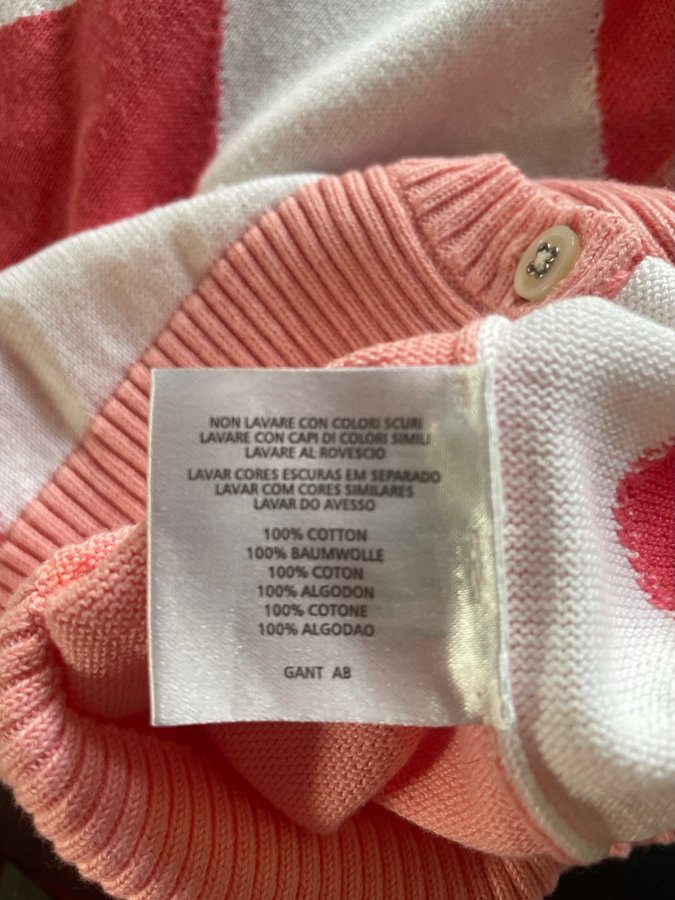 NON LAVARE CON COLORI SCURI
LAVARE CON CAPI DI COLORI SIMILI
LAVARE AL ROVESCIO
LAVAR CORES ESCURAS EM SEPARADO
LAVAR COM CORES SIMILARES
LAVAR DO AVESSO
100% COTTON
100% BAUMWOLLE
100% COTON
100% ALGODON
100% COTONE
100% ALGODAO
GANT AB